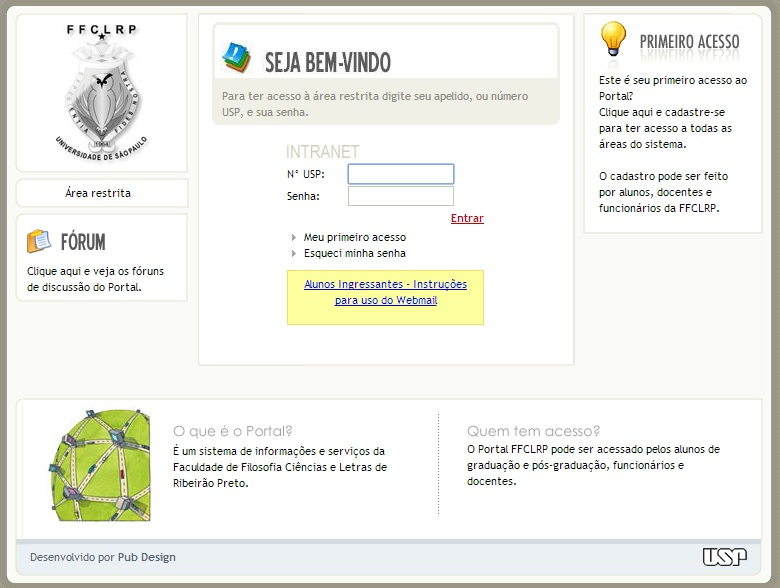 FFCLRP
SCIENTIA
FIDES NOSTRA
1964
UNIVERSIDADE DE SÃO PAULO
Área restrita
FÓRUM
Clique aqui e veja os fóruns
de discussão do Portal.
SEJA BEM-VINDO
Para ter acesso à área restrita digite seu apelido, ou número
USP, e sua senha.
INTRANET
N° USP:
Senha:
Entrar
Meu primeiro acesso
Esqueci minha senha
Alunos Ingressantes - Instruções
para uso do Webmail
PRIMEIRO ACESSO
Este é seu primeiro acesso ao
Portal?
Clique aqui e cadastre-se
para ter acesso a todas as
áreas do sistema.
O cadastro pode ser feito
por alunos, docentes e
funcionários da FFCLRP.
O que é o Portal?
É um sistema de informações e serviços da
Faculdade de Filosofia Ciências e Letras de
Ribeirão Preto.
Quem tem acesso?
O Portal FFCLRP pode ser acessado pelos alunos de
graduação e pós-graduação, funcionários e
docentes.
Desenvolvido por Pub Design
USP